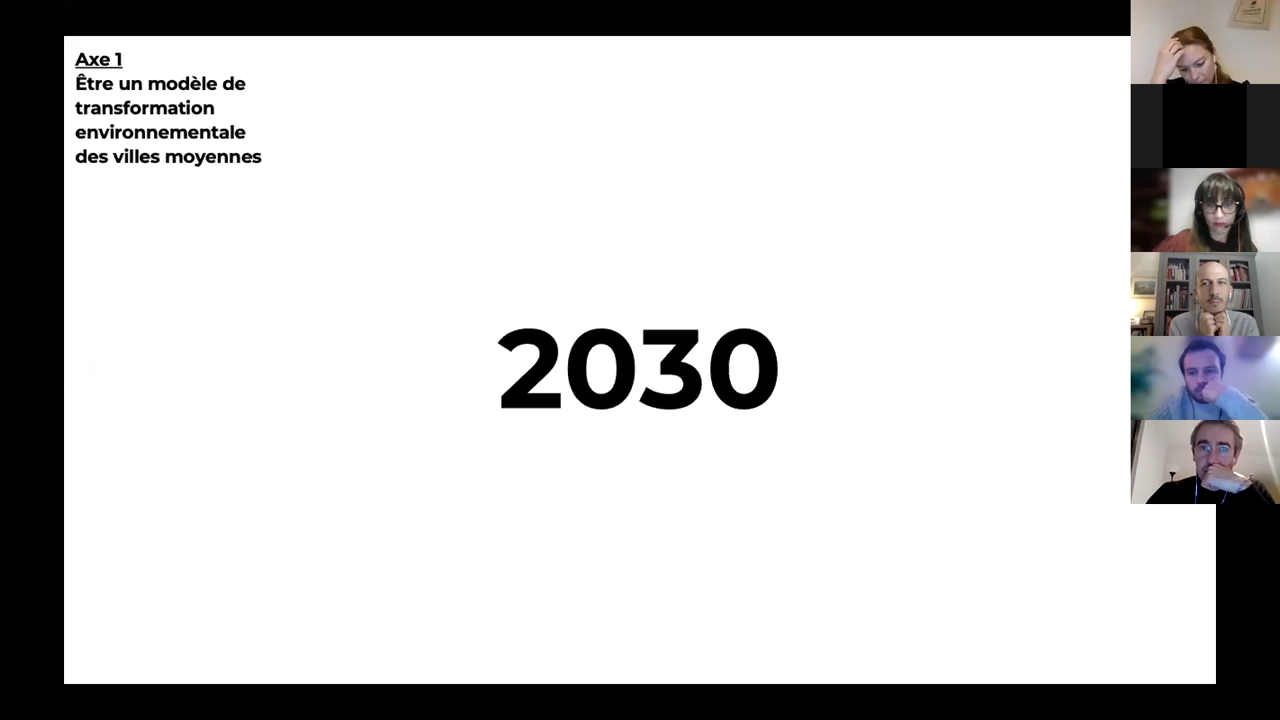 Axe 1
Être un modèle de
transformation
environnementale
des villes moyennes
2030